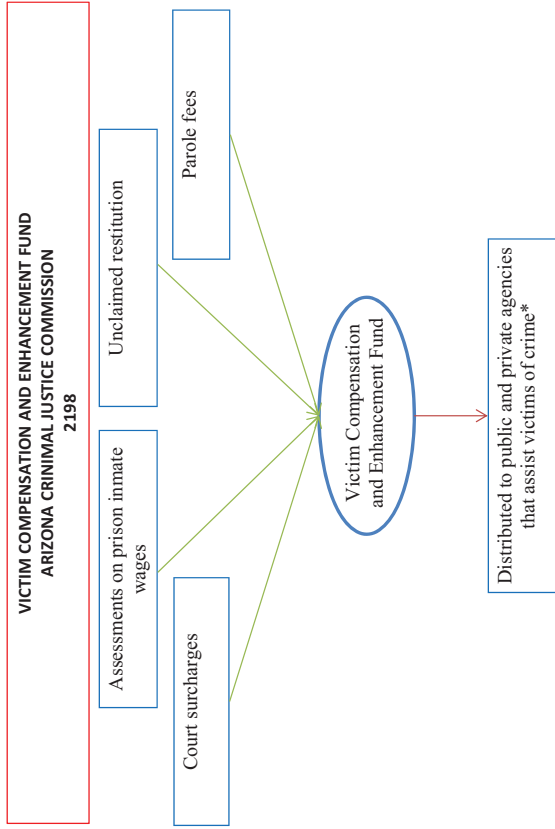 VICTIM COMPENSATION AND ENHANCEMENT FUND
ARIZONA CRINIMAL JUSTICE COMMISSION
2198
Assessments on prison inmate
wages
Unclaimed restitution
Court surcharges
Parole fees
Victim Compensation
and Enhancement Fund
Distributed to public and private agencies
that assist victims of crime*